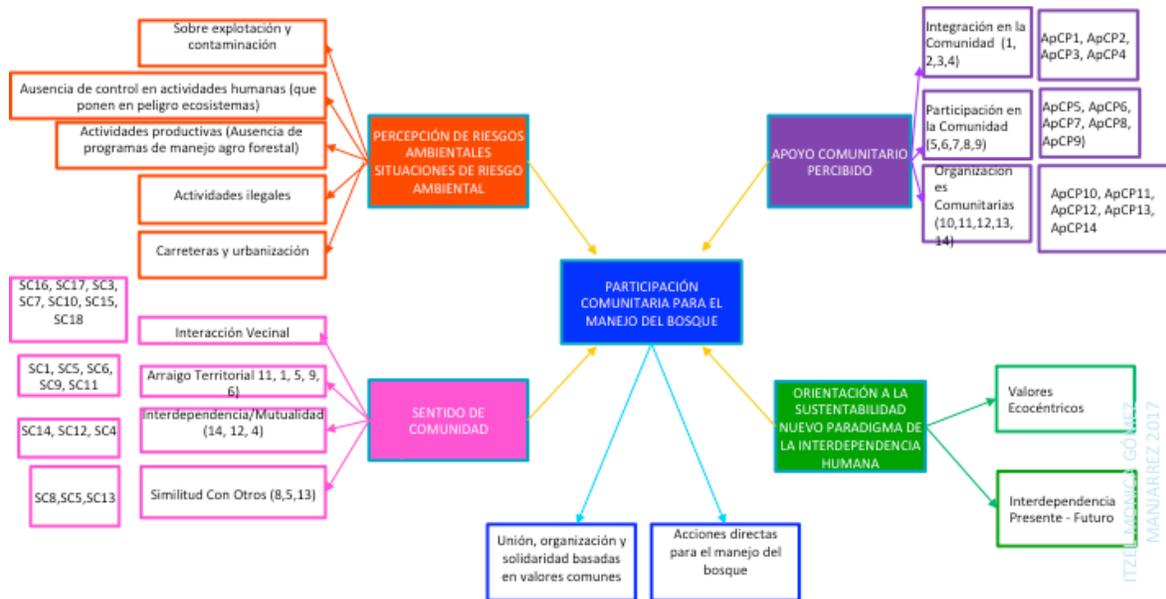 Sobre explotación y
contaminación
Ausencia de control en actividades humanas (que
ponen en peligro ecosistemas)
Actividades productivas (Ausencia de
programas de manejo agro forestal)
Actividades ilegales
Carreteras y urbanización
PERCEPCIÓN DE RIESGOS
AMBIENTALES
SITUACIONES DE RIESGO
AMBIENTAL
APOYO COMUNITARIO
PERCIBIDO
Integración en la
Comunidad (1,
2,3,4)
ApCP1, ApCP2,
ApCP3, ApCP4
Participación en
la Comunidad
(5,6,7,8,9)
ApCP5, ApCP6,
ApCP7, ApCP8,
ApCP9)
Organizacion
es
Comunitarias
(10,11,12,13,
14)
ApCP10, ApCP11,
ApCP12, ApCP13,
ApCP14
PARTICIPACIÓN
COMUNITARIA PARA EL
MANEJO DEL BOSQUE
SC16, SC17, SC3,
SC7, SC10, SC15,
SC18
Interacción Vecinal
SC1, SC5, SC6,
SC9, SC11
Arraigo Territorial 11, 1, 5, 9,
6)
SC14, SC12, SC4
Interdependencia/Mutualidad
(14, 12, 4)
SC8,SC5,SC13
Similitud Con Otros (8,5,13)
SENTIDO DE
COMUNIDAD
ORIENTACIÓN A LA
SUSTENTABILIDAD
NUEVO PARADIGMA DE
LA INTERDEPENDENCIA
HUMANA
Valores
Ecocéntricos
Interdependencia
Presente - Futuro
Unión, organización y
solidaridad basadas
en valores comunes
Acciones directas
para el manejo del
bosque
ITZEL MONICA GÓMEZ
MANJARREZ 2017